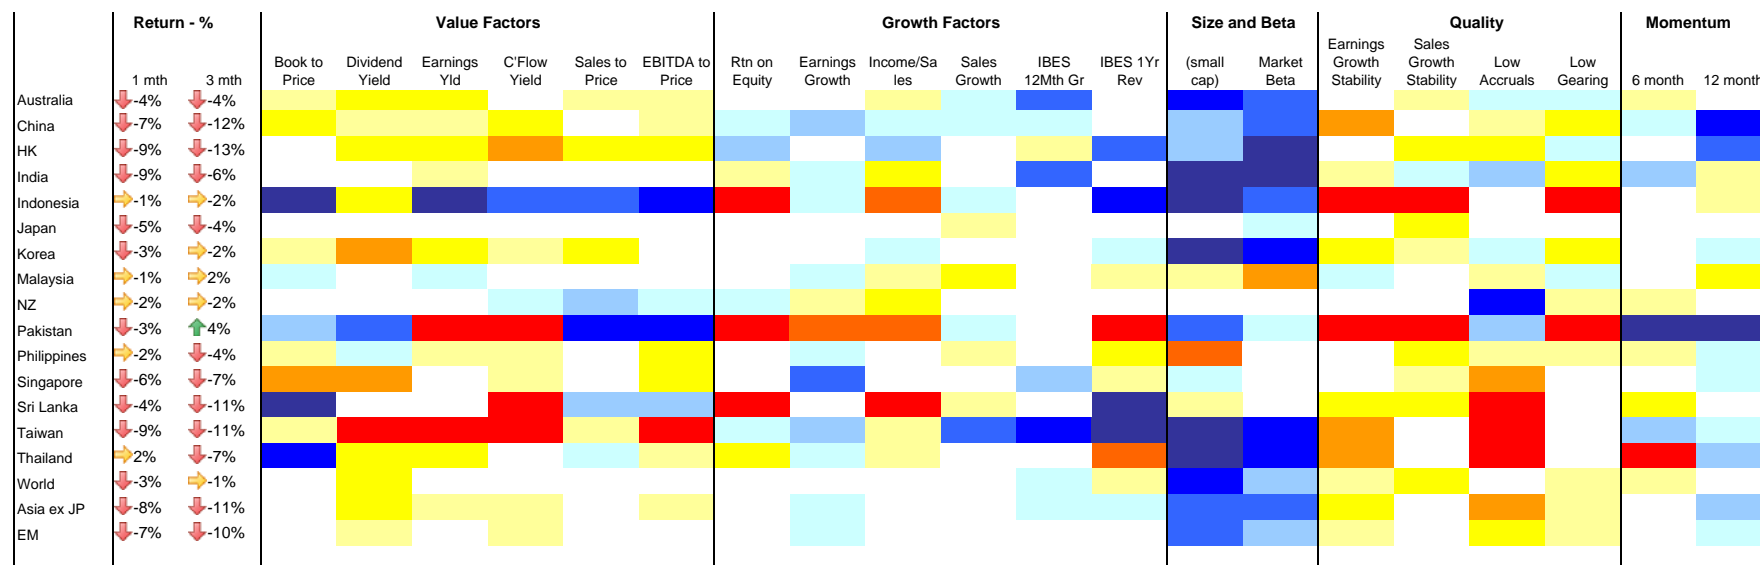 Return - % Value Factors Growth Factors Size and Beta Quality Momentum
1 mth 3 mth Book to Price Dividend Yield Earnings Yld C'Flow Yield Sales to Price EBITDA to Price Rtn on Equity Earnings Growth Income/Sa les Sales Growth IBES 12Mth Gr IBES 1Yr Rev (small cap) Market Beta Earnings Growth Stability Sales Growth Stability Low Accruals Low Gearing 6 month 12 month
Australia -4% -4%
China -7% -12%
HK -9% -13%
India -9% -6%
Indonesia -1% -2%
Japan -5% -4%
Korea -3% -2%
Malaysia -1% 2%
NZ -2% -2%
Pakistan -3% 4%
Philippines -2% -4%
Singapore -6% -7%
Sri Lanka -4% -11%
Taiwan -9% -11%
Thailand 2% -7%
World -3% -1%
Asia ex JP -8% -11%
EM -7% -10%